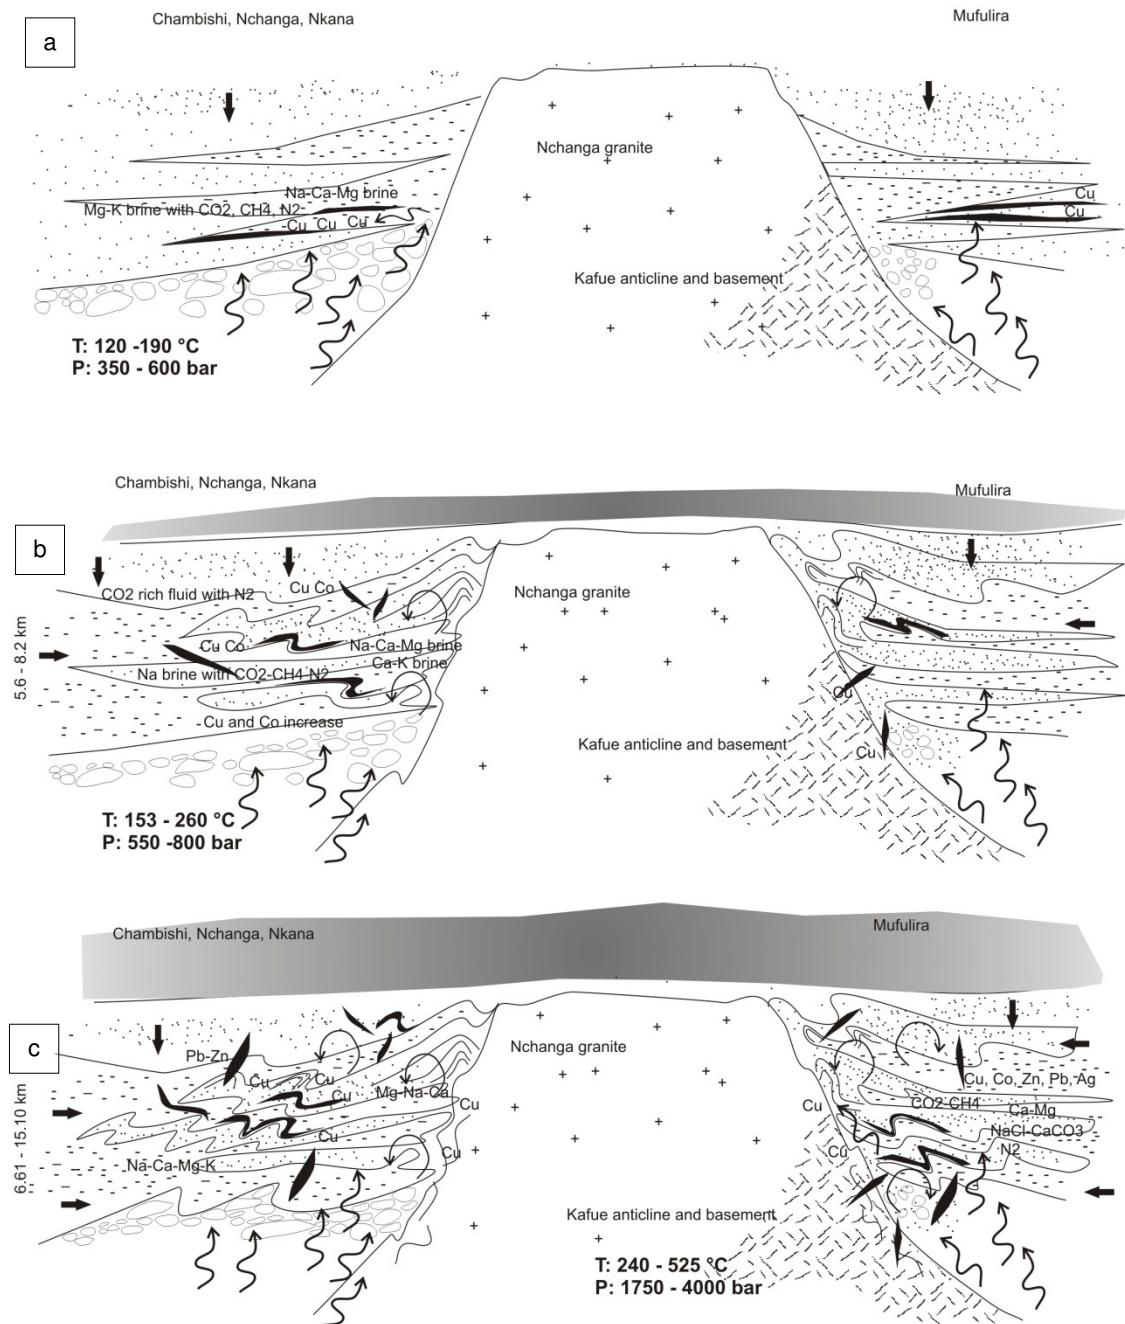 Chambishi, Nchanga, Nkana
Mufulira
a
Nchanga granite
Na-Ca-Mg brine
Mg-K brine with CO2, CH4, N2
Cu Cu Cu
Cu
Cu
Kafue anticline and basement
T: 120 -190 °C
P: 350 - 600 bar
Chambishi, Nchanga, Nkana
Mufulira
b
CO2 rich fluid with N2
Cu Co
Nchanga granite
Cu Co
Na-Ca-Mg brine
Ca-K brine
Na brine with CO2-CH4-N2
Cu
Cu and Co increase
Kafue anticline and basement
Cu
5.6 - 8.2 km
T: 153 - 260 °C
P: 550 -800 bar
Chambishi, Nchanga, Nkana
Mufulira
c
Pb-Zn
Nchanga granite
Cu
Cu
Cu
Mg-Na-Ca
Cu
Cu
Cu
Cu, Co, Zn, Pb, Ag
CO2-CH4
Ca-Mg
Cu
NaCl-CaCO3
Cu
N2
Na-Ca-Mg-K
6.61 - 15.10 km
Kafue anticline and basement
T: 240 - 525 °C
P: 1750 - 4000 bar